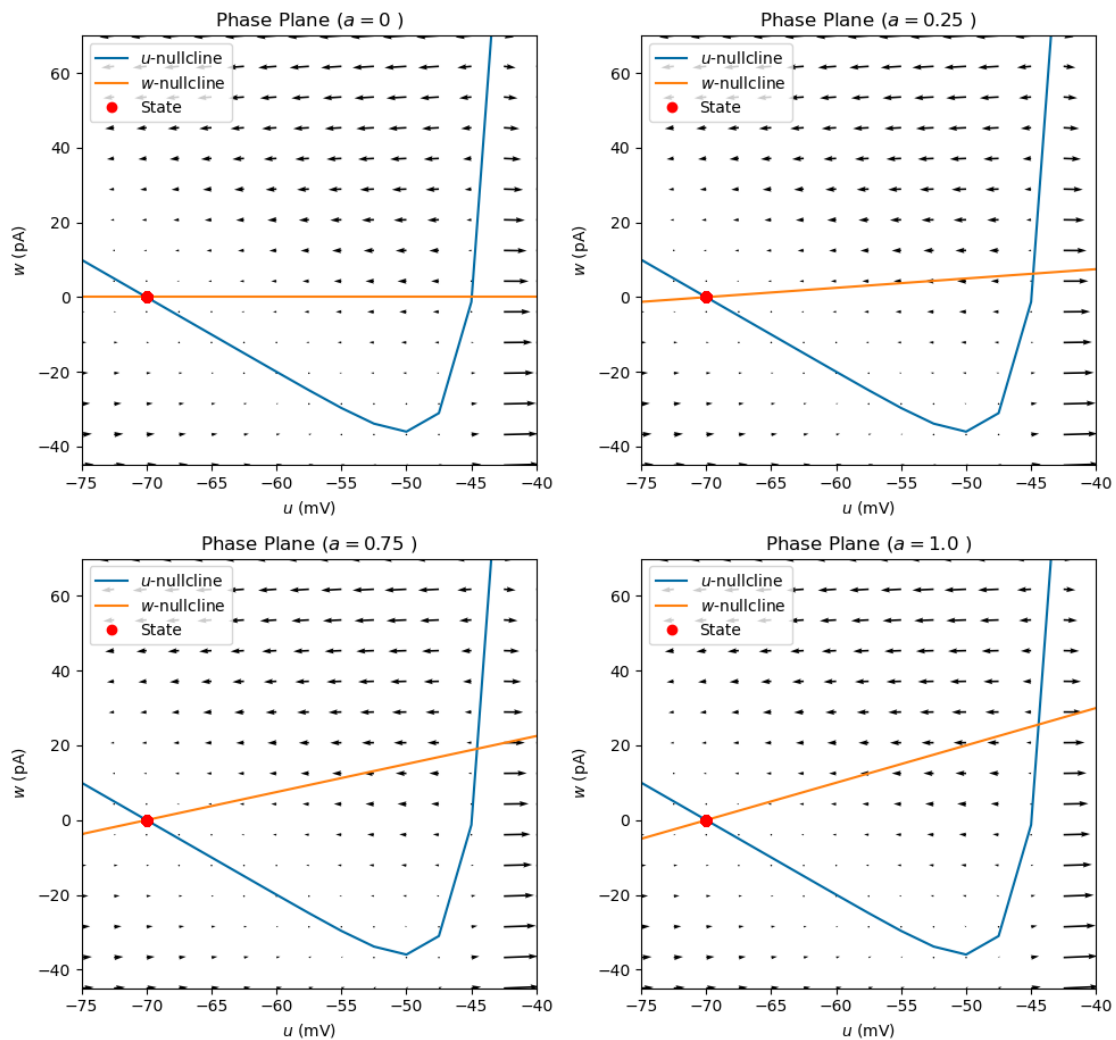 Phase Plane (a = 0 )
60
40
20
0
−20
−40
w (pA)
u-nullcline
w-nullcline
State
−75 −70 −65 −60 −55 −50 −45 −40
u (mV)
Phase Plane (a = 0.25 )
60
40
20
0
−20
−40
w (pA)
u-nullcline
w-nullcline
State
−75 −70 −65 −60 −55 −50 −45 −40
u (mV)
Phase Plane (a = 0.75 )
60
40
20
0
−20
−40
w (pA)
u-nullcline
w-nullcline
State
−75 −70 −65 −60 −55 −50 −45 −40
u (mV)
Phase Plane (a = 1.0 )
60
40
20
0
−20
−40
w (pA)
u-nullcline
w-nullcline
State
−75 −70 −65 −60 −55 −50 −45 −40
u (mV)